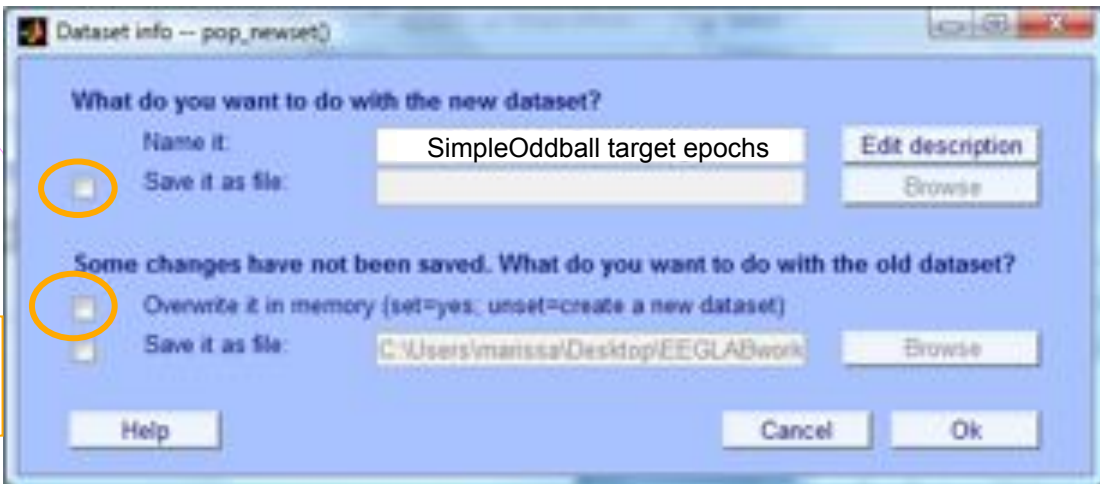 Dataset info -- pop_newset()
What do you want to do with the new dataset?
Name it: SimpleOddball target epochs Edit description
Save it as file: Browse
Some changes have not been saved. What do you want to do with the old dataset?
Overwrite it in memory (set=yes; unset=create a new dataset)
Save it as file: C:\Users\marissa\Desktop\EEGLABwork Browse
Help Cancel Ok